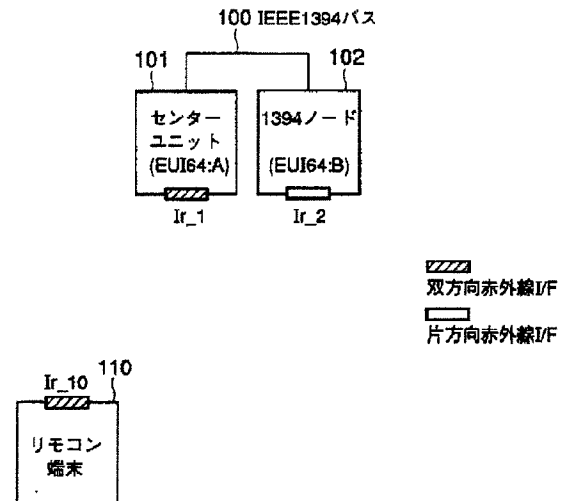 100 IEEE1394バス
101
102
センター
ユニット
(EUI64:A)
1394ノード
(EUI64:B)
Ir_1
Ir_2
双方向赤外線I/F
片方向赤外線I/F
Ir_10
110
リモコン
端末